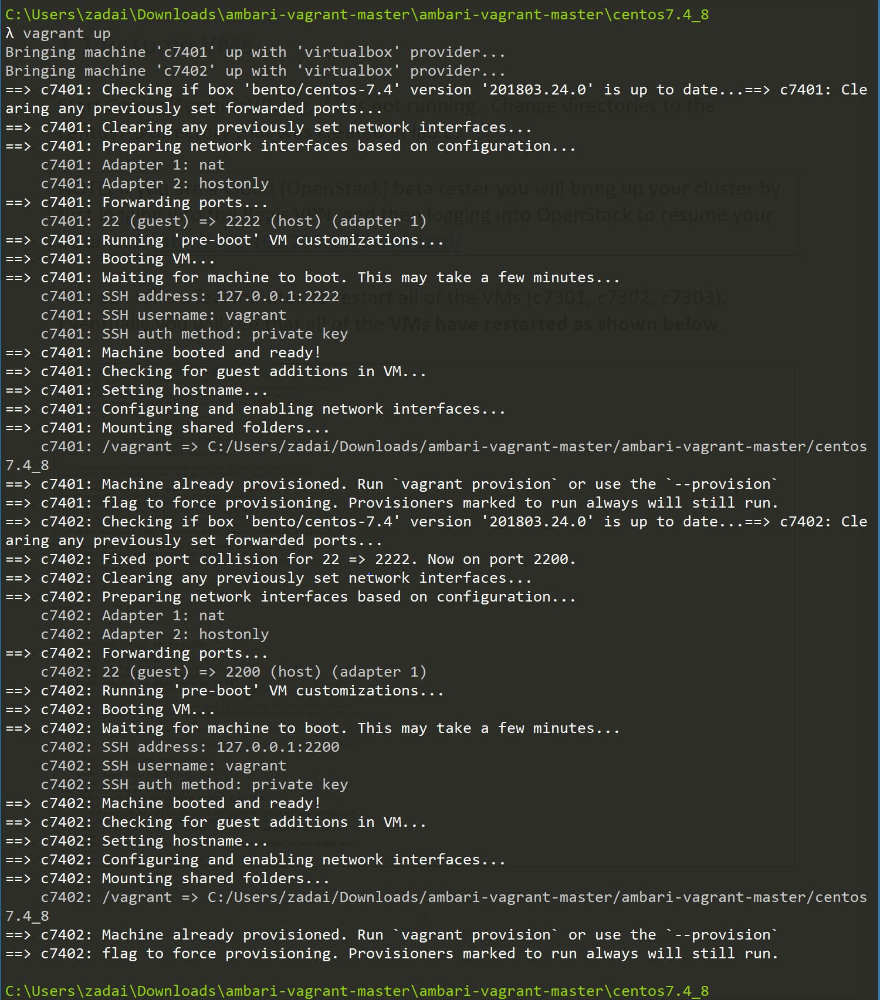 C:\Users\zadai\Downloads\ambari-vagrant-master\ambari-vagrant-master\centos7.4_8
λ vagrant up
Bringing machine 'c7401' up with 'virtualbox' provider...
Bringing machine 'c7402' up with 'virtualbox' provider...
==> c7401: Checking if box 'bento/centos-7.4' version '201803.24.0' is up to date...==> c7401: Cle
aring any previously set forwarded ports...
==> c7401: Clearing any previously set network interfaces...
==> c7401: Preparing network interfaces based on configuration...
    c7401: Adapter 1: nat
    c7401: Adapter 2: hostonly
==> c7401: Forwarding ports...
    c7401: 22 (guest) => 2222 (host) (adapter 1)
==> c7401: Running 'pre-boot' VM customizations...
==> c7401: Booting VM...
==> c7401: Waiting for machine to boot. This may take a few minutes...
    c7401: SSH address: 127.0.0.1:2222
    c7401: SSH username: vagrant
    c7401: SSH auth method: private key
==> c7401: Machine booted and ready!
==> c7401: Checking for guest additions in VM...
==> c7401: Setting hostname...
==> c7401: Configuring and enabling network interfaces...
==> c7401: Mounting shared folders...
    c7401: /vagrant => C:/Users/zadai/Downloads/ambari-vagrant-master/ambari-vagrant-master/centos
7.4_8
==> c7401: Machine already provisioned. Run `vagrant provision` or use the `--provision`
==> c7401: flag to force provisioning. Provisioners marked to run always will still run.
==> c7402: Checking if box 'bento/centos-7.4' version '201803.24.0' is up to date...==> c7402: Cle
aring any previously set forwarded ports...
==> c7402: Fixed port collision for 22 => 2222. Now on port 2200.
==> c7402: Clearing any previously set network interfaces...
==> c7402: Preparing network interfaces based on configuration...
    c7402: Adapter 1: nat
    c7402: Adapter 2: hostonly
==> c7402: Forwarding ports...
    c7402: 22 (guest) => 2200 (host) (adapter 1)
==> c7402: Running 'pre-boot' VM customizations...
==> c7402: Booting VM...
==> c7402: Waiting for machine to boot. This may take a few minutes...
    c7402: SSH address: 127.0.0.1:2200
    c7402: SSH username: vagrant
    c7402: SSH auth method: private key
==> c7402: Machine booted and ready!
==> c7402: Checking for guest additions in VM...
==> c7402: Setting hostname...
==> c7402: Configuring and enabling network interfaces...
==> c7402: Mounting shared folders...
    c7402: /vagrant => C:/Users/zadai/Downloads/ambari-vagrant-master/ambari-vagrant-master/centos
7.4_8
==> c7402: Machine already provisioned. Run `vagrant provision` or use the `--provision`
==> c7402: flag to force provisioning. Provisioners marked to run always will still run.
C:\Users\zadai\Downloads\ambari-vagrant-master\ambari-vagrant-master\centos7.4_8